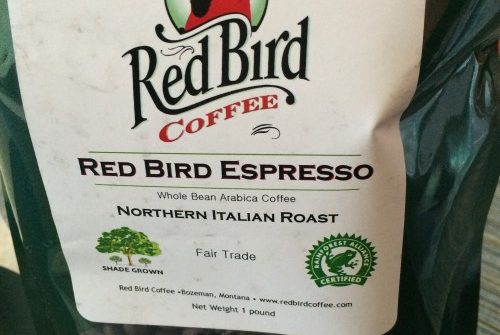 Red Bird
COFFEE
RED BIRD ESPRESSO
Whole Bean Arabica Coffee
NORTHERN ITALIAN ROAST
SHADE GROWN
Fair Trade
RAINFOREST ALLIANCE
CERTIFIED
Red Bird Coffee • Bozeman, Montana • www.redbirdcoffee.com
Net Weight 1 pound